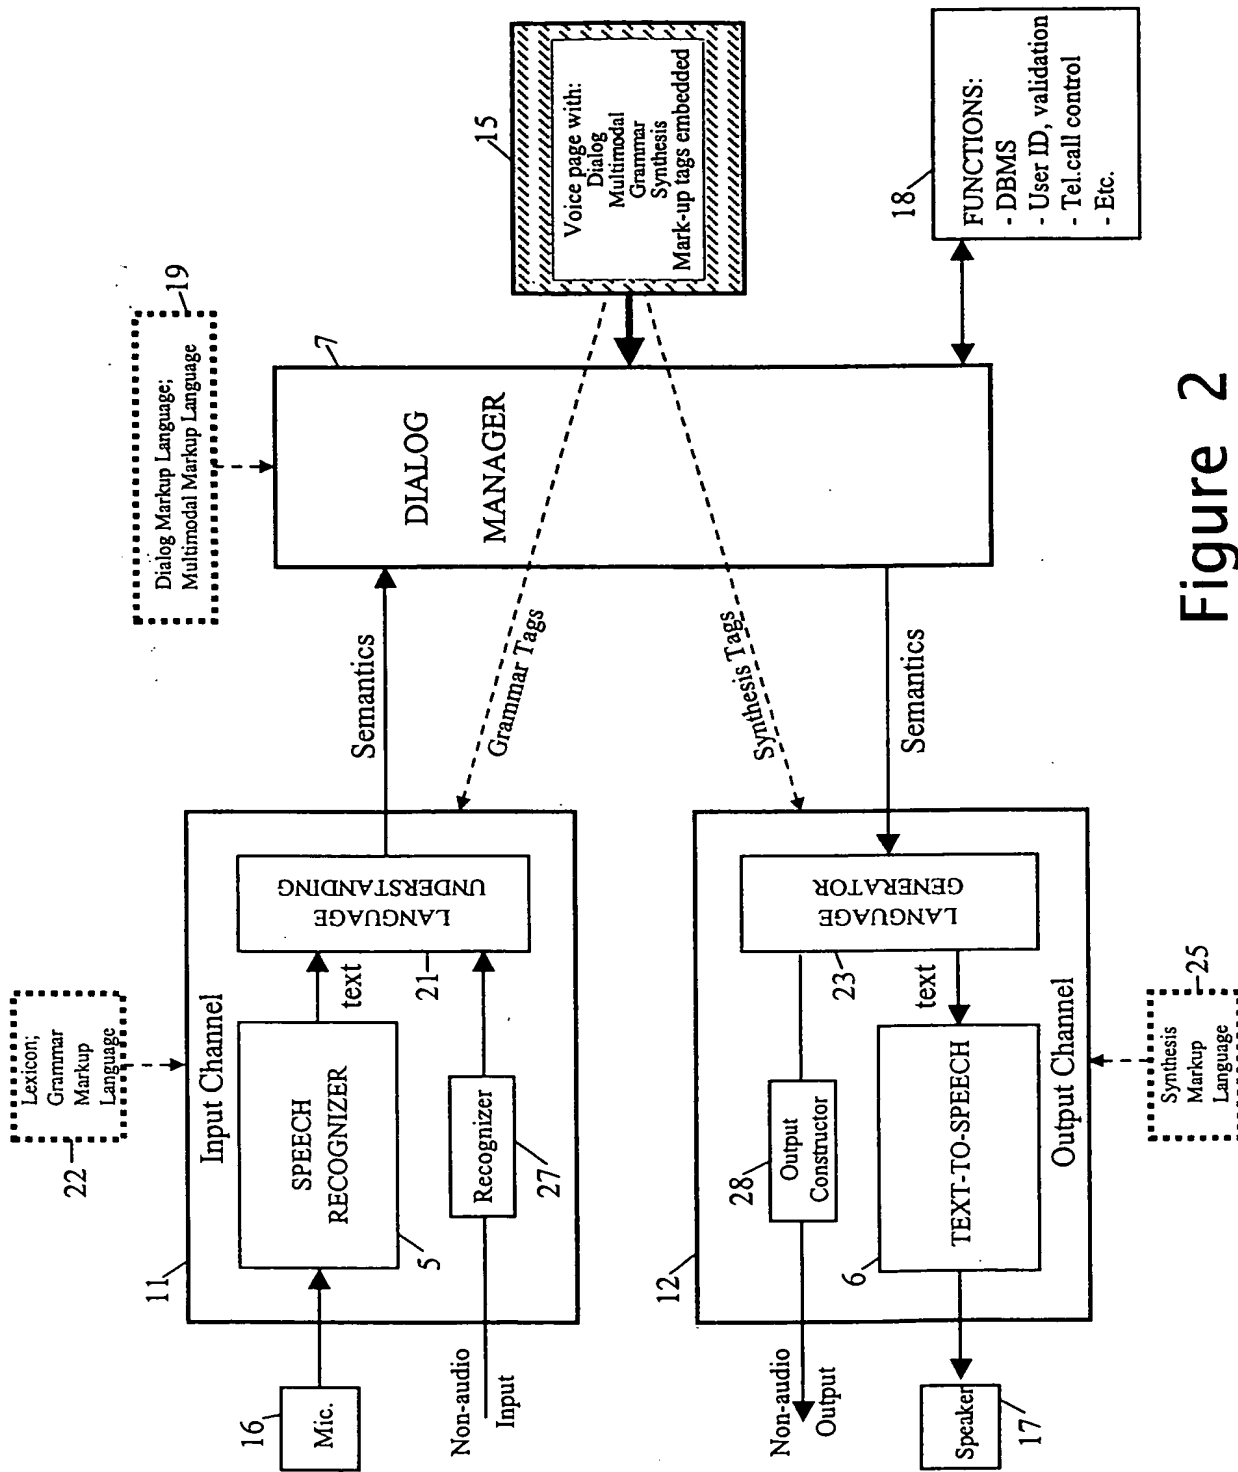 22
Lexicon;
Grammar
Markup
Language
19
Dialog Markup Language;
Multimodal Markup Language
11
Input Channel
16
Mic.
SPEECH
RECOGNIZER
5
text
21
LANGUAGE
UNDERSTANDING
Semantics
Non-audio
Input
Recognizer
27
Grammar Tags
7
DIALOG
MANAGER
15
Voice page with:
Dialog
Multimodal
Grammar
Synthesis
Mark-up tags embedded
Synthesis Tags
12
Non-audio
Output
28
Output
Constructor
23
LANGUAGE
GENERATOR
text
Semantics
6
TEXT-TO-SPEECH
Speaker
17
Output Channel
25
Synthesis
Markup
Language
18
FUNCTIONS:
- DBMS
- User ID, validation
- Tel.call control
- Etc.
Figure 2